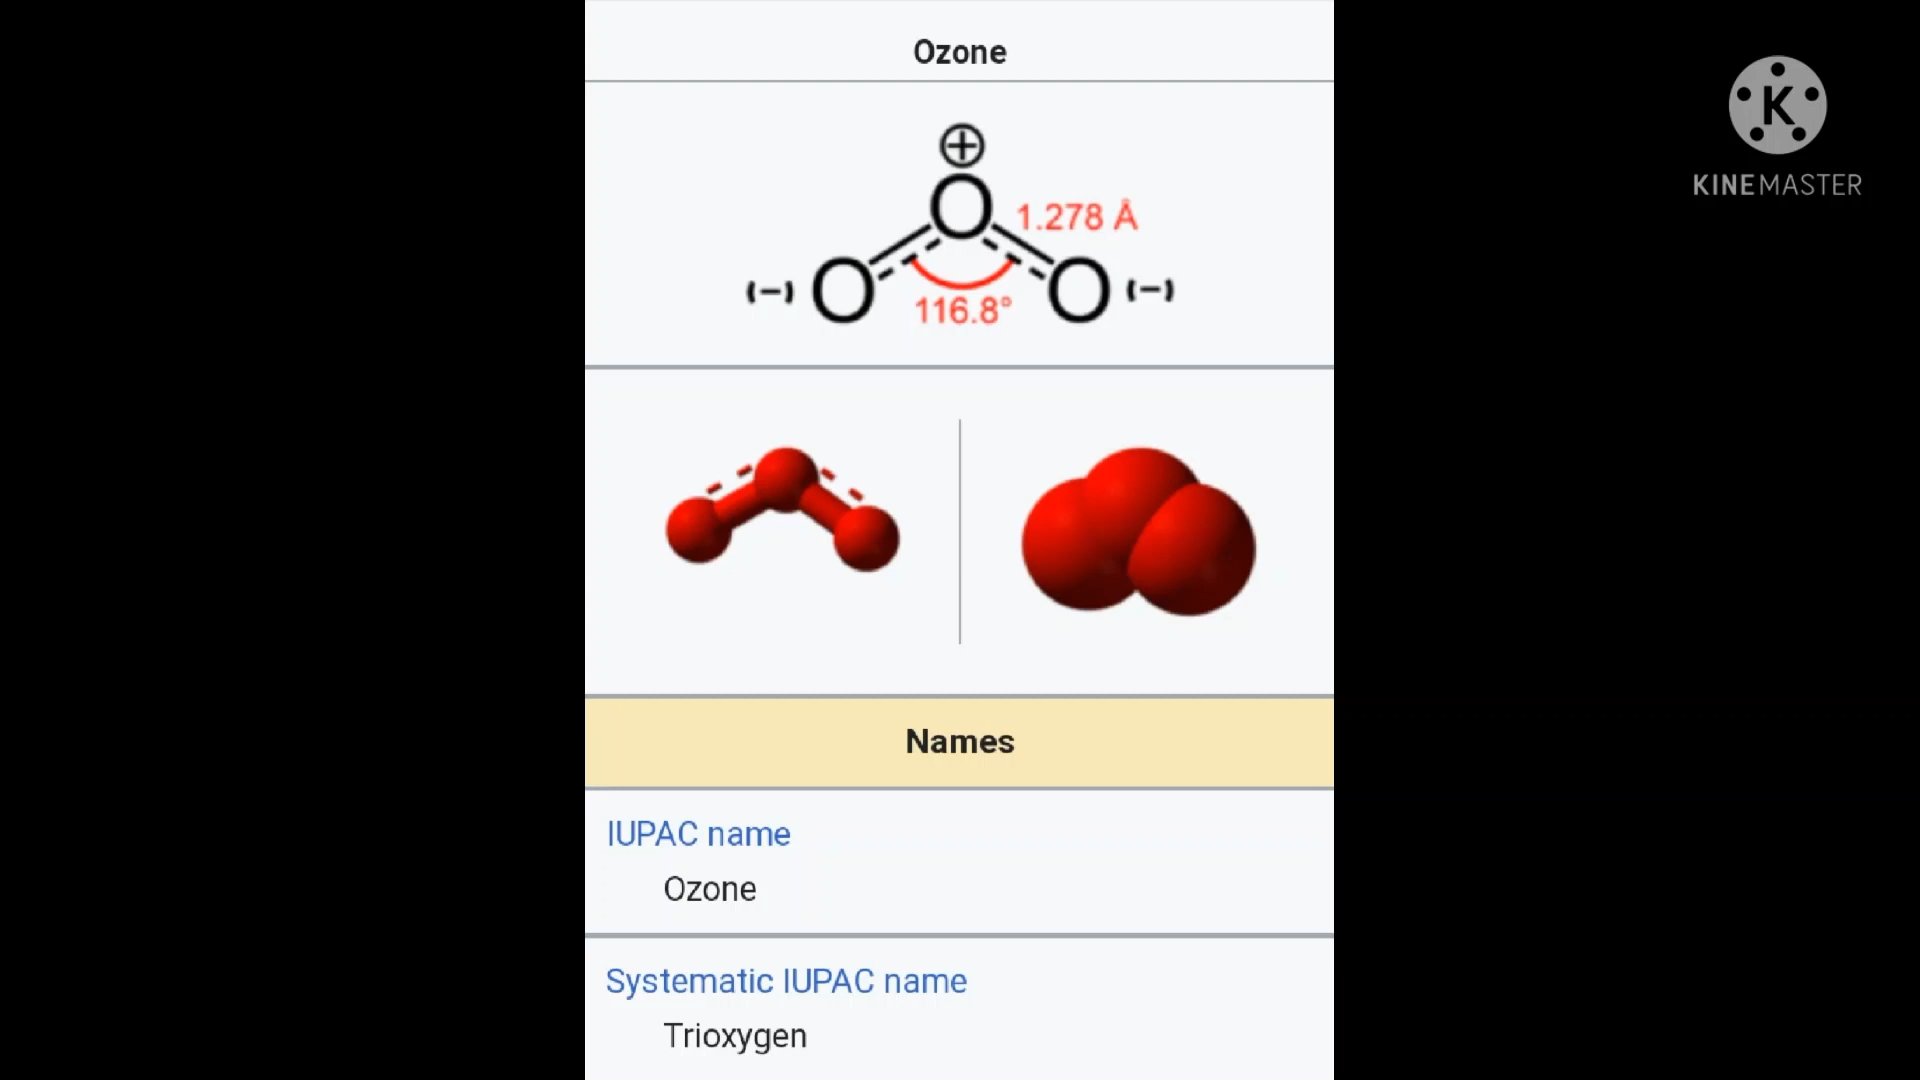 Ozone
⊕
O
1.278 Å
(−) O O (−)
116.8°
Names
IUPAC name
Ozone
Systematic IUPAC name
Trioxygen
K
KINEMASTER